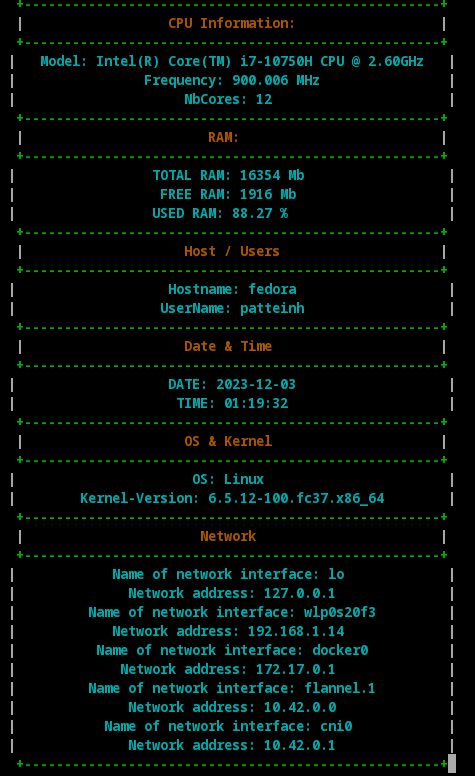 +----------------------------------------------------+
| CPU Information: |
+----------------------------------------------------+
| Model: Intel(R) Core(TM) i7-10750H CPU @ 2.60GHz |
| Frequency: 900.006 MHz |
| NbCores: 12 |
+----------------------------------------------------+
| RAM: |
+----------------------------------------------------+
| TOTAL RAM: 16354 Mb |
| FREE RAM: 1916 Mb |
| USED RAM: 88.27 % |
+----------------------------------------------------+
| Host / Users |
+----------------------------------------------------+
| Hostname: fedora |
| UserName: patteinh |
+----------------------------------------------------+
| Date & Time |
+----------------------------------------------------+
| DATE: 2023-12-03 |
| TIME: 01:19:32 |
+----------------------------------------------------+
| OS & Kernel |
+----------------------------------------------------+
| OS: Linux |
| Kernel-Version: 6.5.12-100.fc37.x86_64 |
+----------------------------------------------------+
| Network |
+----------------------------------------------------+
| Name of network interface: lo |
| Network address: 127.0.0.1 |
| Name of network interface: wlp0s20f3 |
| Network address: 192.168.1.14 |
| Name of network interface: docker0 |
| Network address: 172.17.0.1 |
| Name of network interface: flannel.1 |
| Network address: 10.42.0.0 |
| Name of network interface: cni0 |
| Network address: 10.42.0.1 |
+----------------------------------------------------+